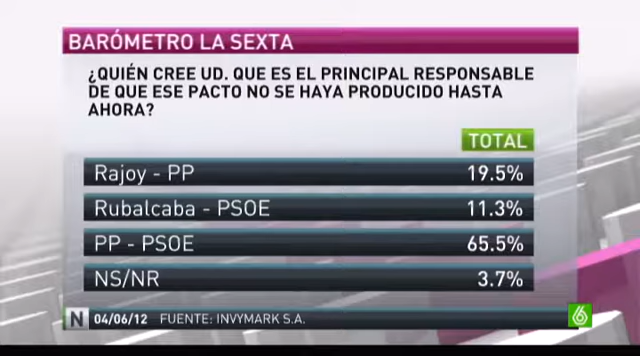 BARÓMETRO LA SEXTA
¿QUIÉN CREE UD. QUE ES EL PRINCIPAL RESPONSABLE
DE QUE ESE PACTO NO SE HAYA PRODUCIDO HASTA
AHORA?
TOTAL
Rajoy - PP 19.5%
Rubalcaba - PSOE 11.3%
PP - PSOE 65.5%
NS/NR 3.7%
N 04/06/12 FUENTE: INVYMARK S.A. 6